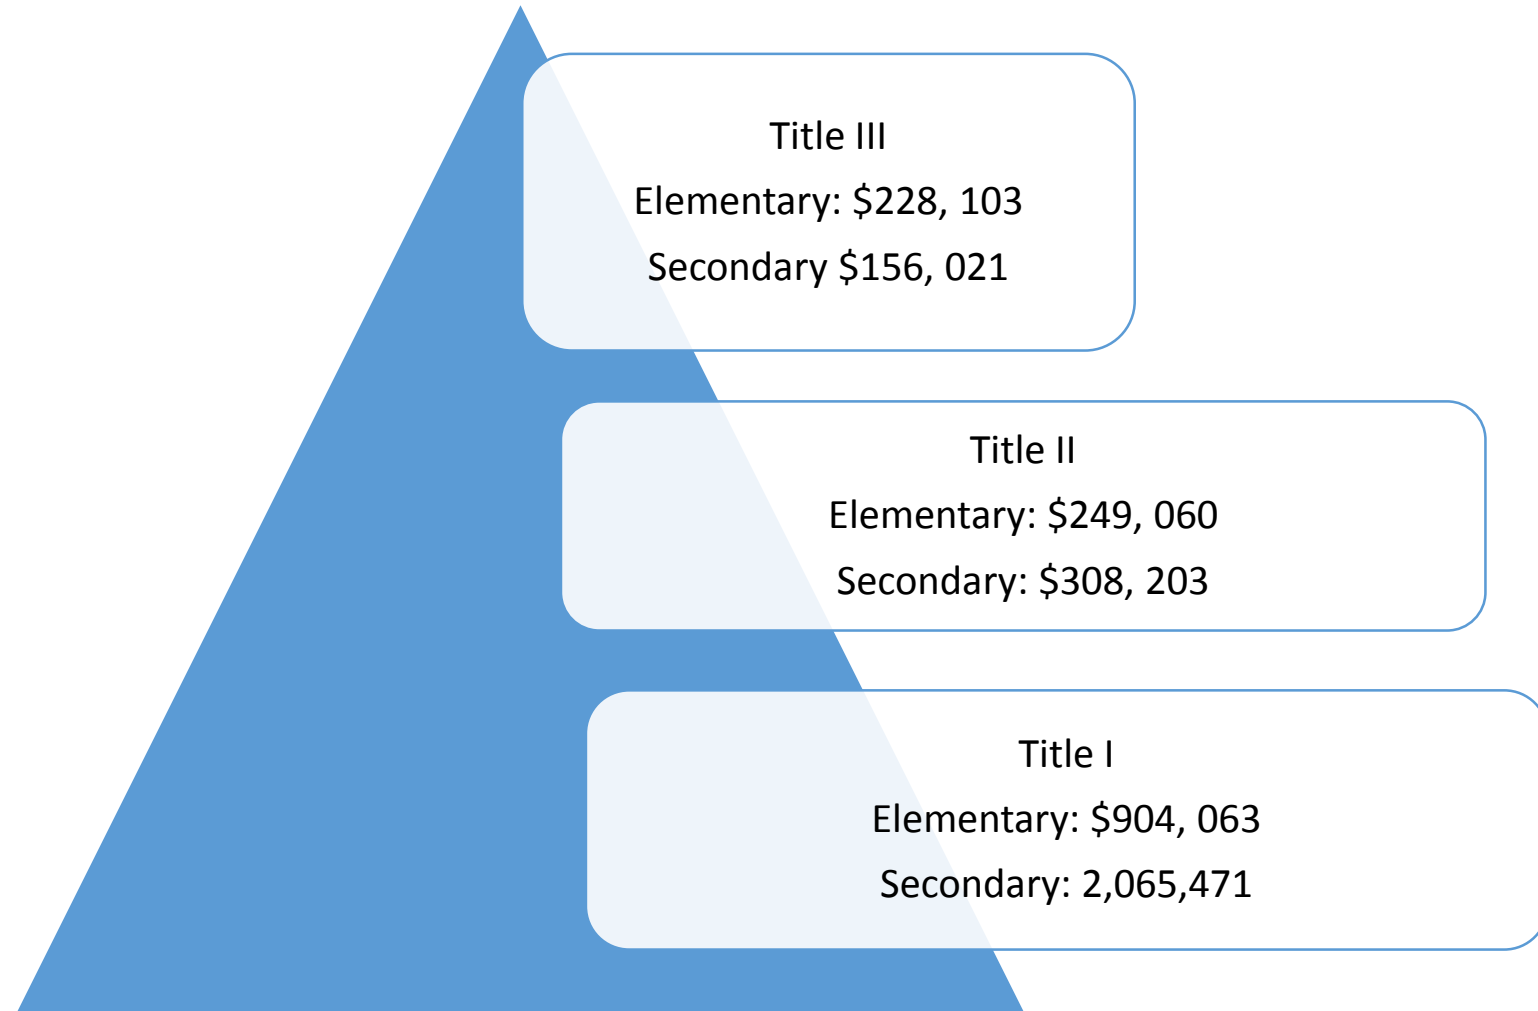 Title III
Elementary: $228, 103
Secondary $156, 021
Title II
Elementary: $249, 060
Secondary: $308, 203
Title I
Elementary: $904, 063
Secondary: 2,065,471